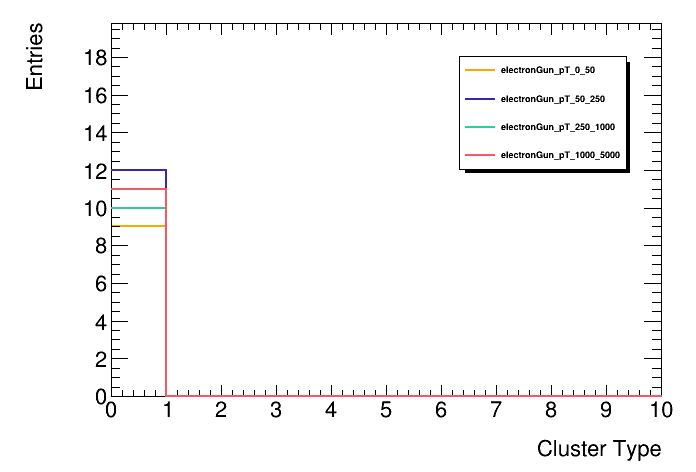 Entries
18
16
14
12
10
8
6
4
2
0
0 1 2 3 4 5 6 7 8 9 10
Cluster Type
electronGun_pT_0_50
electronGun_pT_50_250
electronGun_pT_250_1000
electronGun_pT_1000_5000